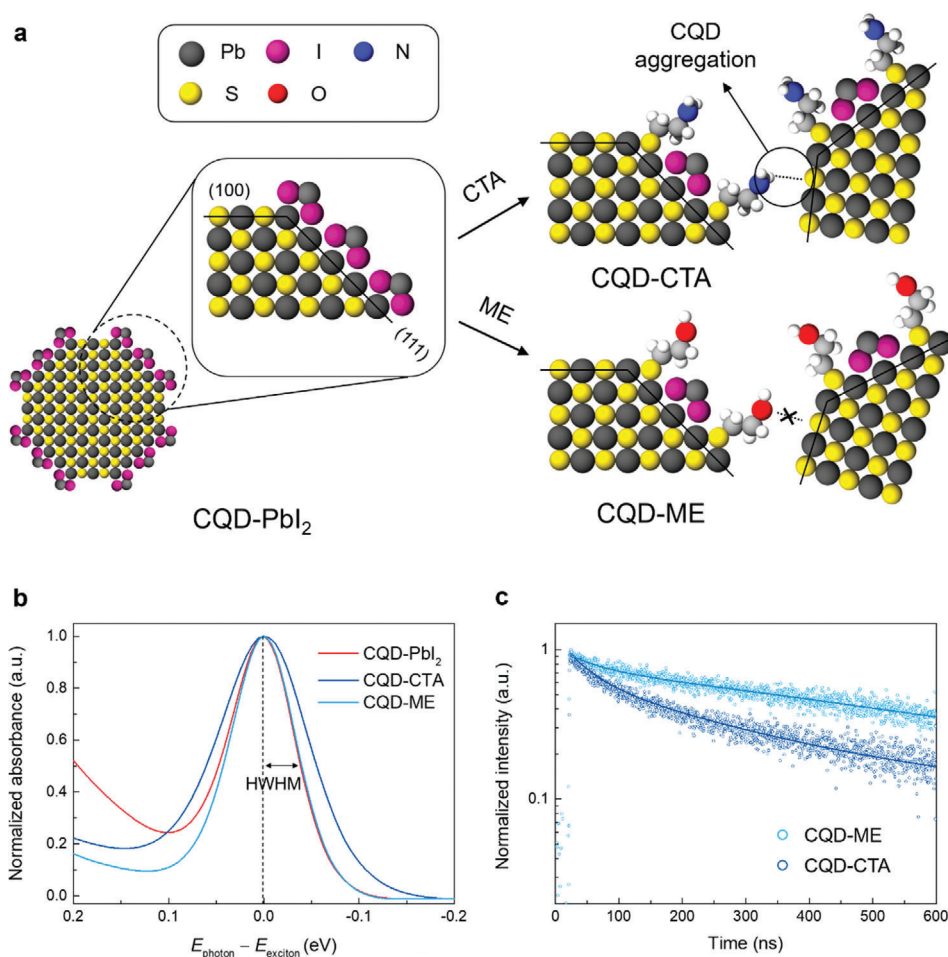 a
Pb I N
S O
CQD
aggregation
(100)
(111)
CTA
ME
CQD-CTA
CQD-ME
CQD-PbI₂
b
Normalized absorbance (a.u.)
1.0
0.8
0.6
0.4
0.2
0.0
CQD-PbI₂
CQD-CTA
CQD-ME
HWHM
0.2 0.1 0.0 -0.1 -0.2
E_photon – E_exciton (eV)
c
Normalized intensity (a.u.)
1
0.1
CQD-ME
CQD-CTA
0 100 200 300 400 500 600
Time (ns)